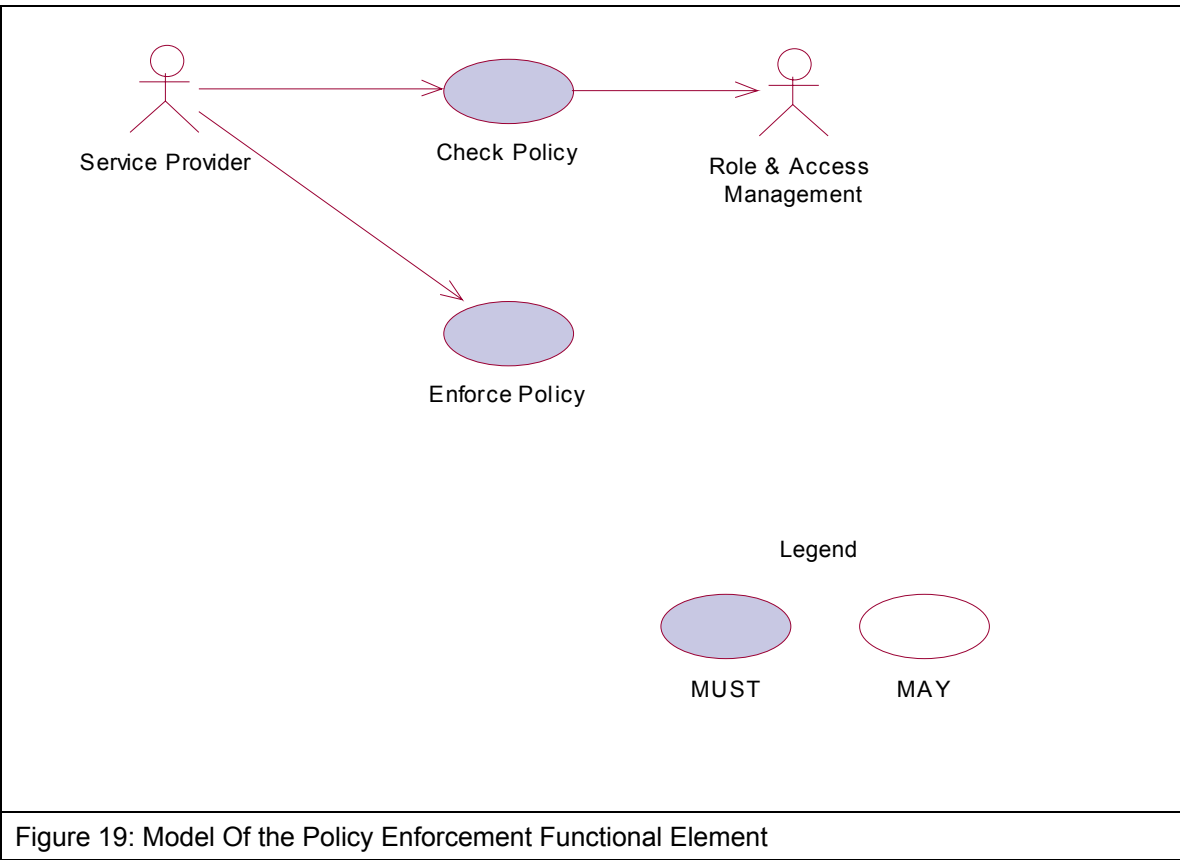 Service Provider
Check Policy
Role & Access
Management
Enforce Policy
Legend
MUST
MAY
Figure 19: Model Of the Policy Enforcement Functional Element